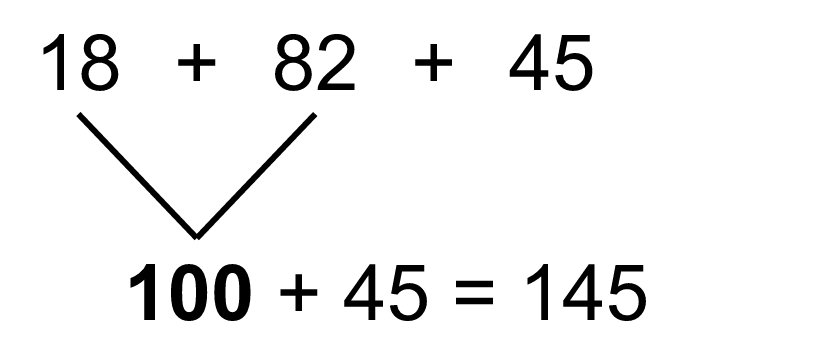 18 + 82 + 45
100 + 45 = 145